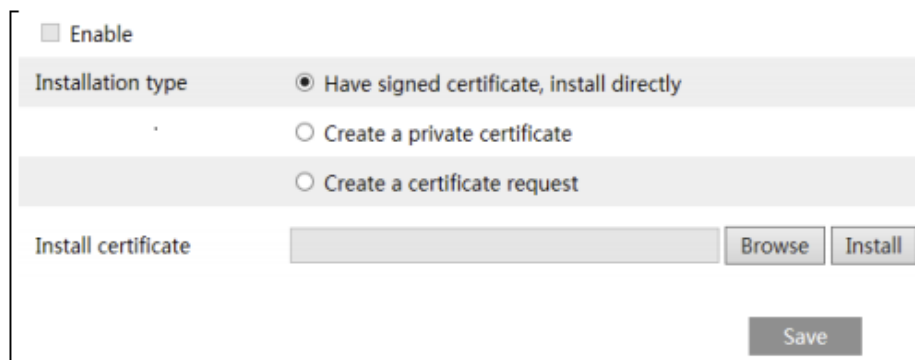 Enable
Installation type Have signed certificate, install directly
Create a private certificate
Create a certificate request
Install certificate Browse Install
Save